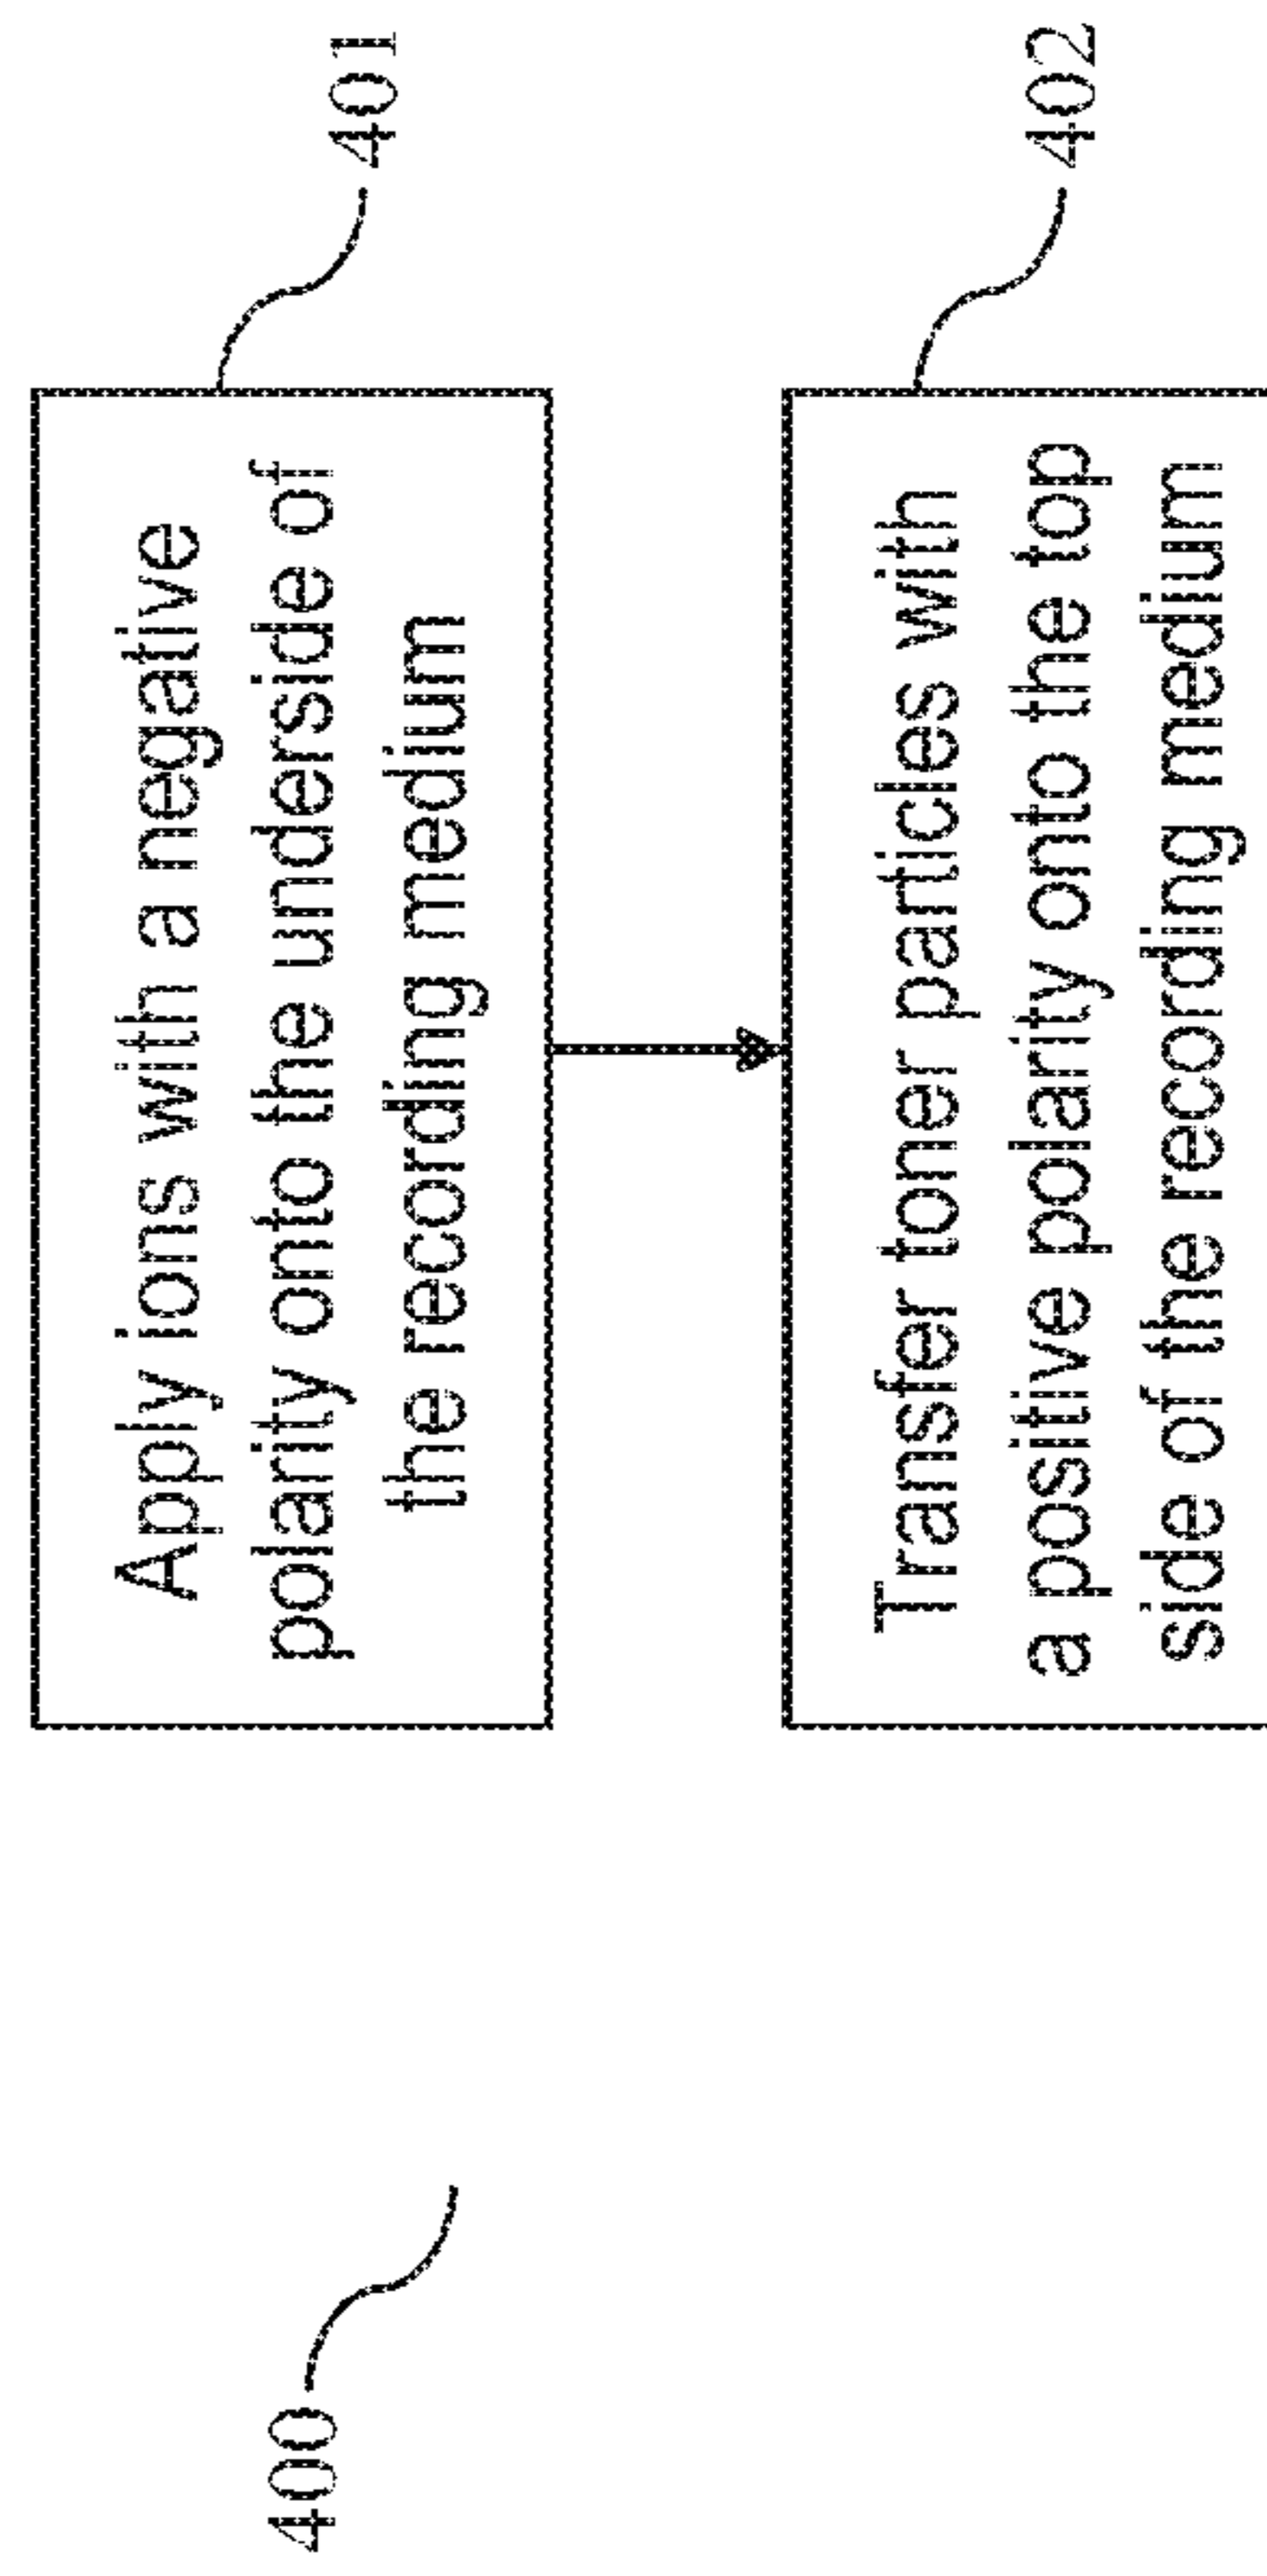 400
Apply ions with a negative
polarity onto the underside of
the recording medium
401
Transfer toner particles with
a positive polarity onto the top
side of the recording medium
402